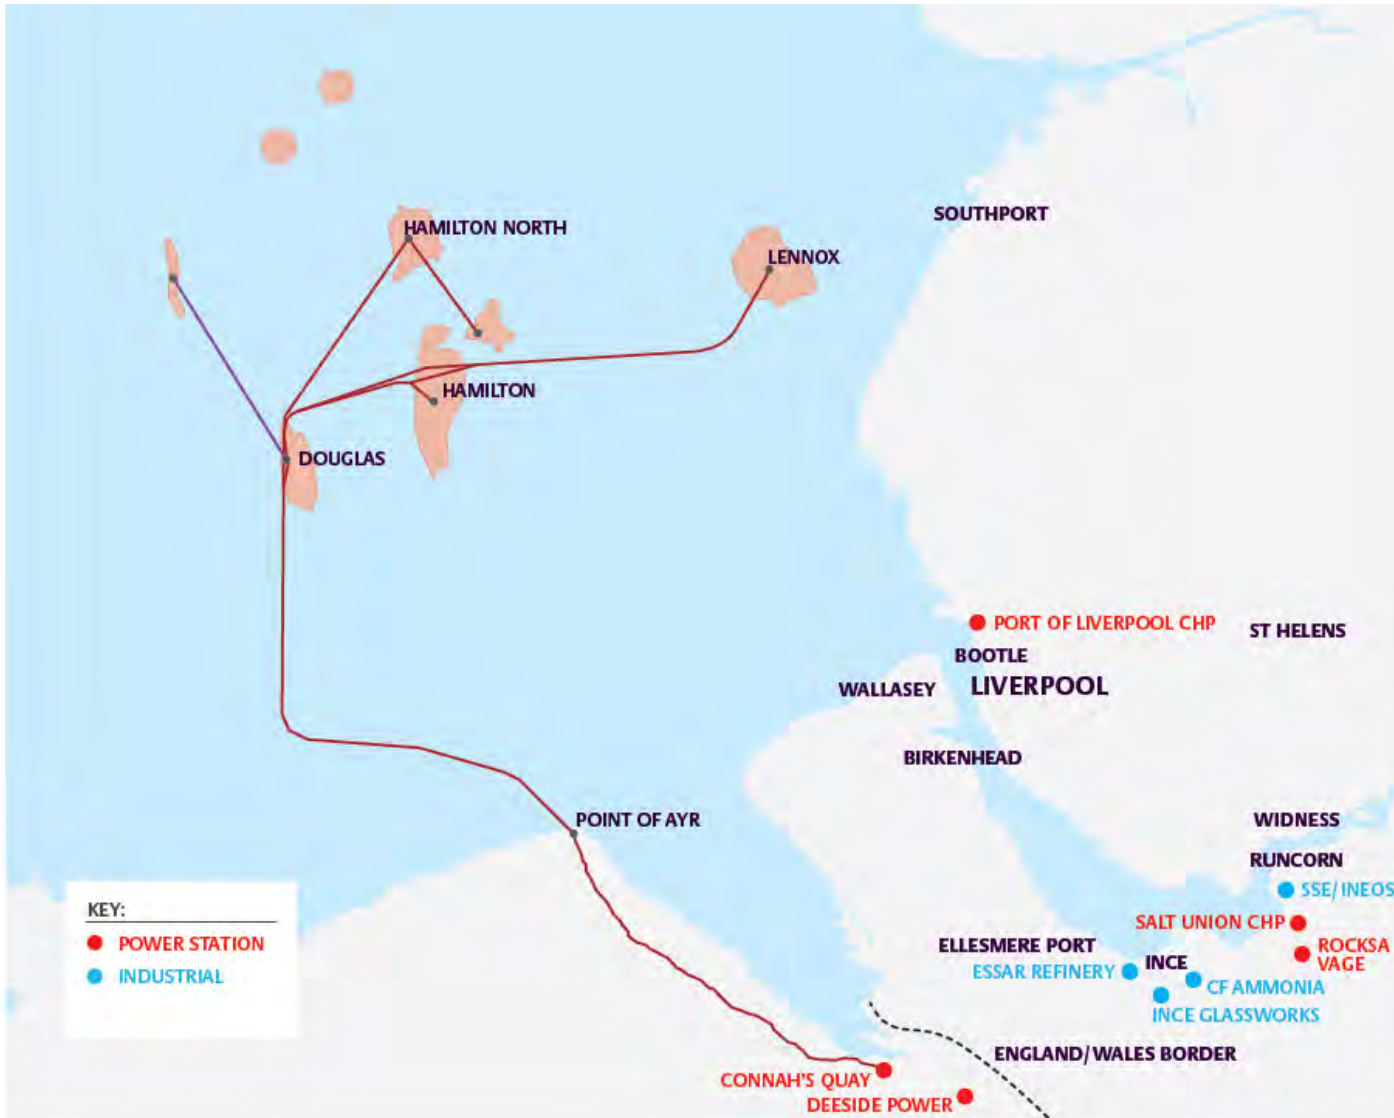 SOUTHPORT
HAMILTON NORTH
LENNOX
HAMILTON
DOUGLAS
PORT OF LIVERPOOL CHP
ST HELENS
BOOTLE
LIVERPOOL
WALLASEY
BIRKENHEAD
POINT OF AYR
WIDNESS
RUNCORN
SSE/INEOS
KEY:
POWER STATION
INDUSTRIAL
SALT UNION CHP
ELLESMERE PORT
ROCKSA
VAGE
INCE
ESSAR REFINERY
CF AMMONIA
INCE GLASSWORKS
ENGLAND/WALES BORDER
CONNAH'S QUAY
DEESIDE POWER